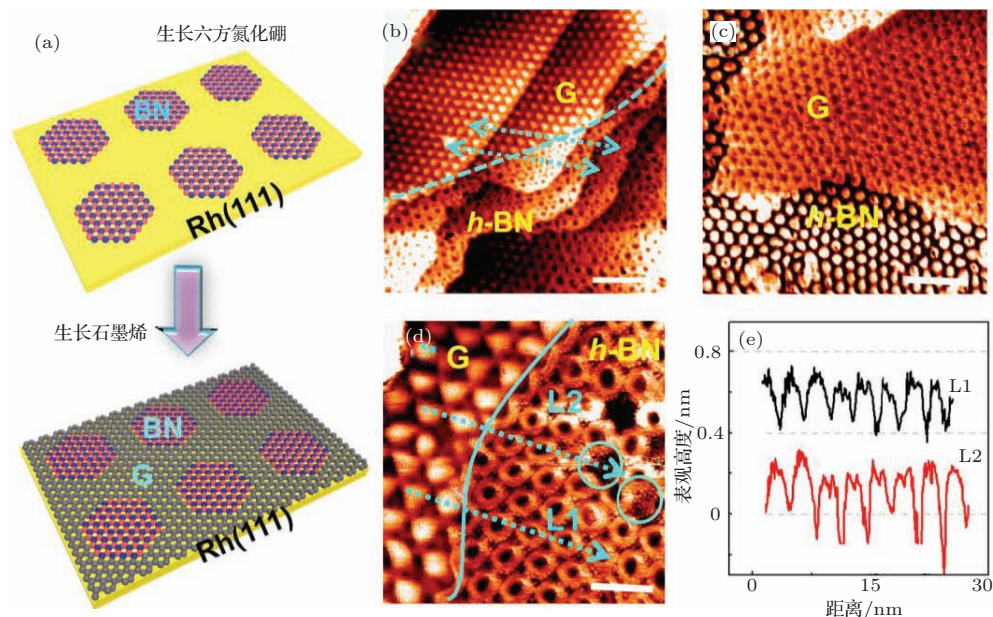 (a)
生长六方氮化硼
BN
Rh(111)
生长石墨烯
BN
G
Rh(111)
(b)
G
h-BN
(c)
G
h-BN
(d)
G
h-BN
L2
L1
(e)
0.8
0.4
0
表观高度/nm
L1
L2
0
15
30
距离/nm